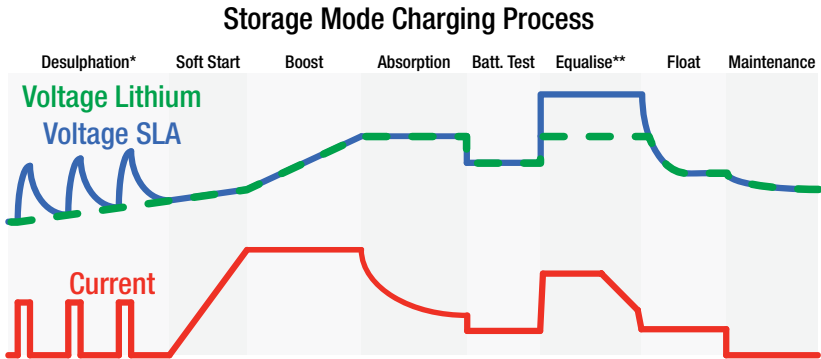 Storage Mode Charging Process
Desulphation* Soft Start Boost Absorption Batt. Test Equalise** Float Maintenance
Voltage Lithium
Voltage SLA
Current